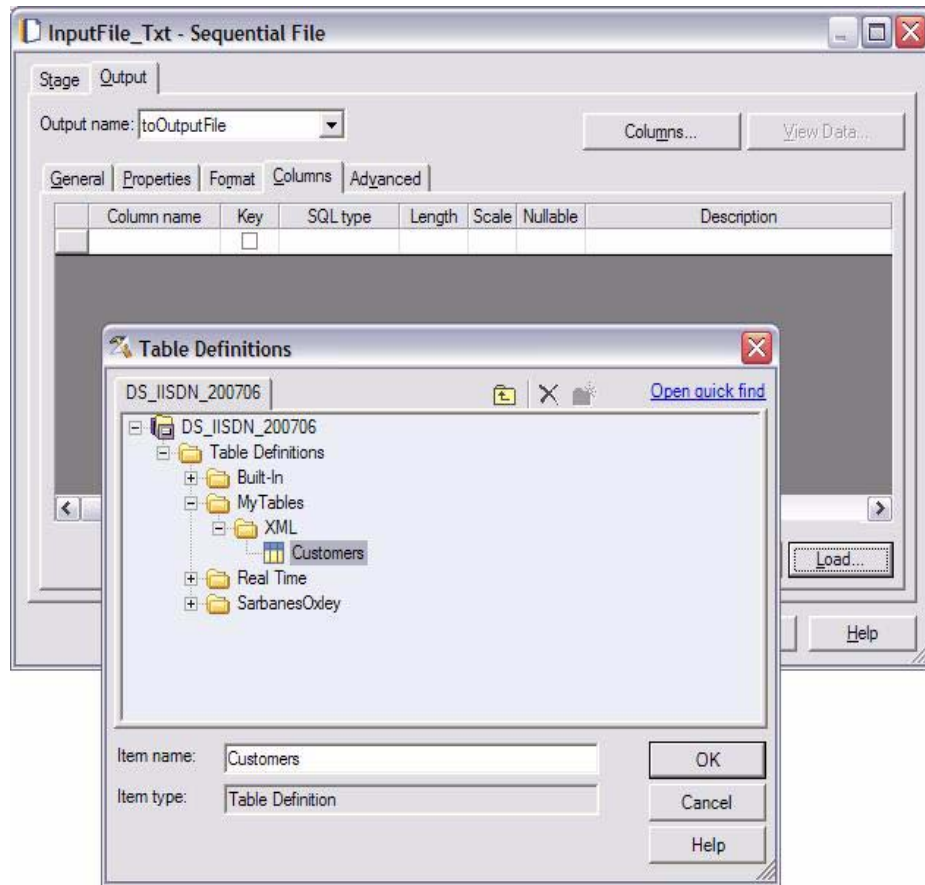 InputFile_Txt - Sequential File
Stage Output
Output name: toOutputFile Columns... View Data...
General Properties Format Columns Advanced
Column name Key SQL type Length Scale Nullable Description
Table Definitions
DS_IISDN_200706 Open quick find
DS_IISDN_200706
Table Definitions
Built-In
MyTables
XML
Customers
Real Time
SarbanesOxley
Load...
Help
Item name: Customers OK
Item type: Table Definition Cancel
Help